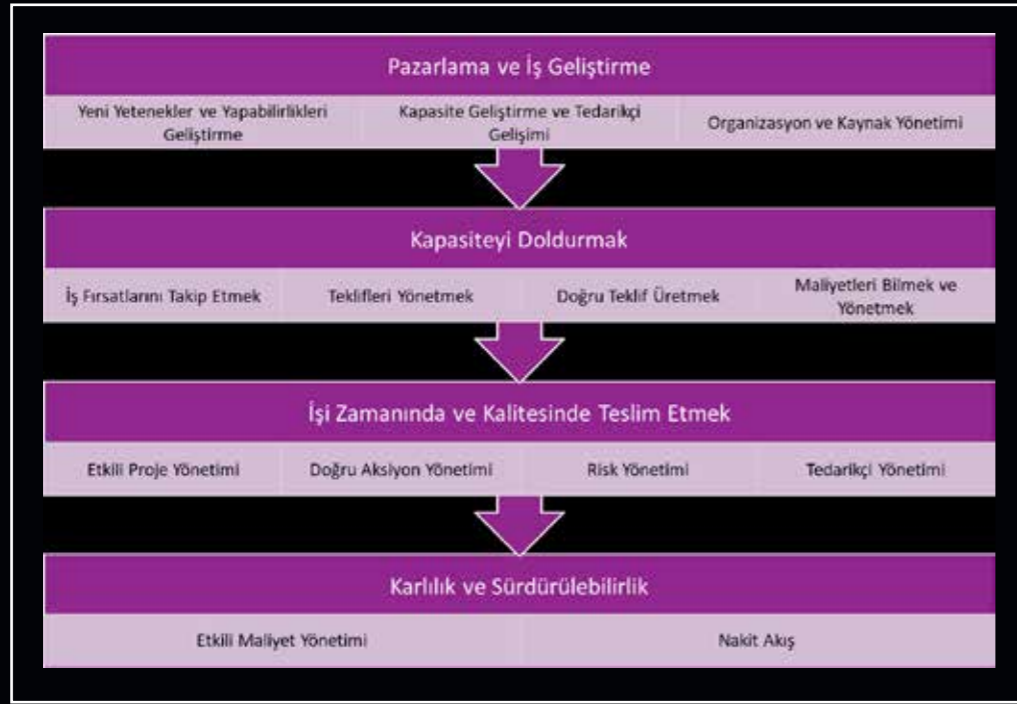 Pazarlama ve İş Geliştirme
Yeni Yetenekler ve Yapabilirlikleri
Geliştirme
Kapasite Geliştirme ve Tedarikçi
Gelişimi
Organizasyon ve Kaynak Yönetimi
Kapasiteyi Doldurmak
İş Fırsatlarını Takip Etmek
Teklifleri Yönetmek
Doğru Teklif Üretmek
Maliyetleri Bilmek ve
Yönetmek
İşi Zamanında ve Kalitesinde Teslim Etmek
Etkili Proje Yönetimi
Doğru Aksiyon Yönetimi
Risk Yönetimi
Tedarikçi Yönetimi
Karlılık ve Sürdürülebilirlik
Etkili Maliyet Yönetimi
Nakit Akış